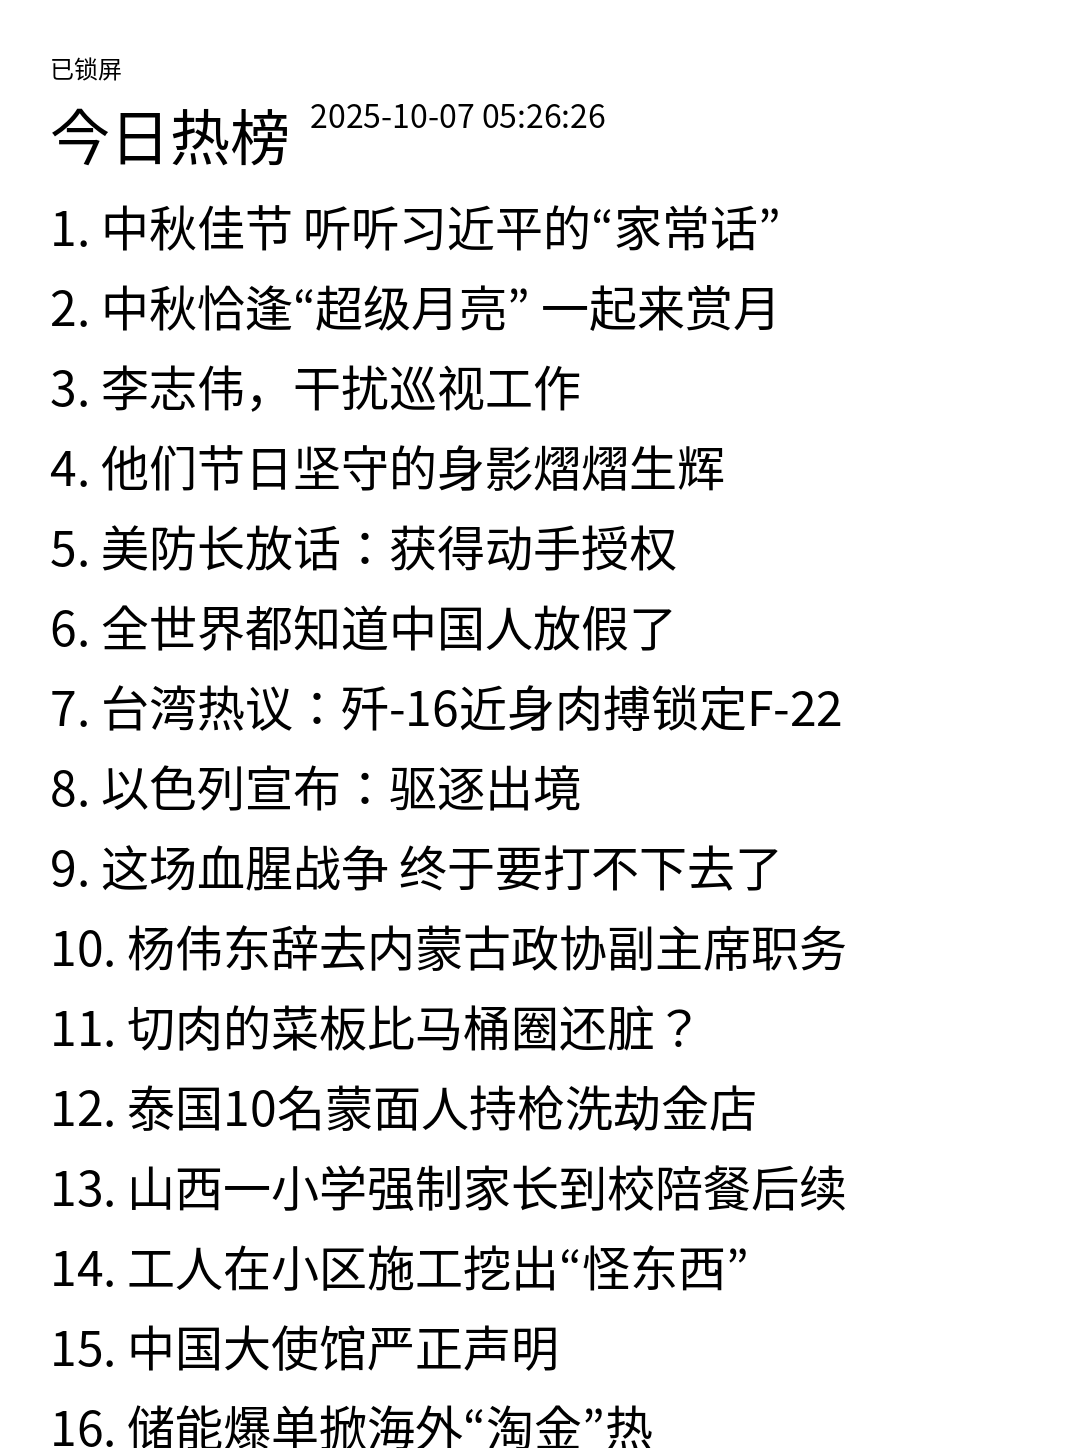 已锁屏
今日热榜 2025-10-07 05:26:26
1. 中秋佳节 听听习近平的“家常话”
2. 中秋恰逢“超级月亮” 一起来赏月
3. 李志伟，干扰巡视工作
4. 他们节日坚守的身影熠熠生辉
5. 美防长放话：获得动手授权
6. 全世界都知道中国人放假了
7. 台湾热议：歼-16近身肉搏锁定F-22
8. 以色列宣布：驱逐出境
9. 这场血腥战争 终于要打不下去了
10. 杨伟东辞去内蒙古政协副主席职务
11. 切肉的菜板比马桶圈还脏？
12. 泰国10名蒙面人持枪洗劫金店
13. 山西一小学强制家长到校陪餐后续
14. 工人在小区施工挖出“怪东西”
15. 中国大使馆严正声明
16. 储能爆单掀海外“淘金”热